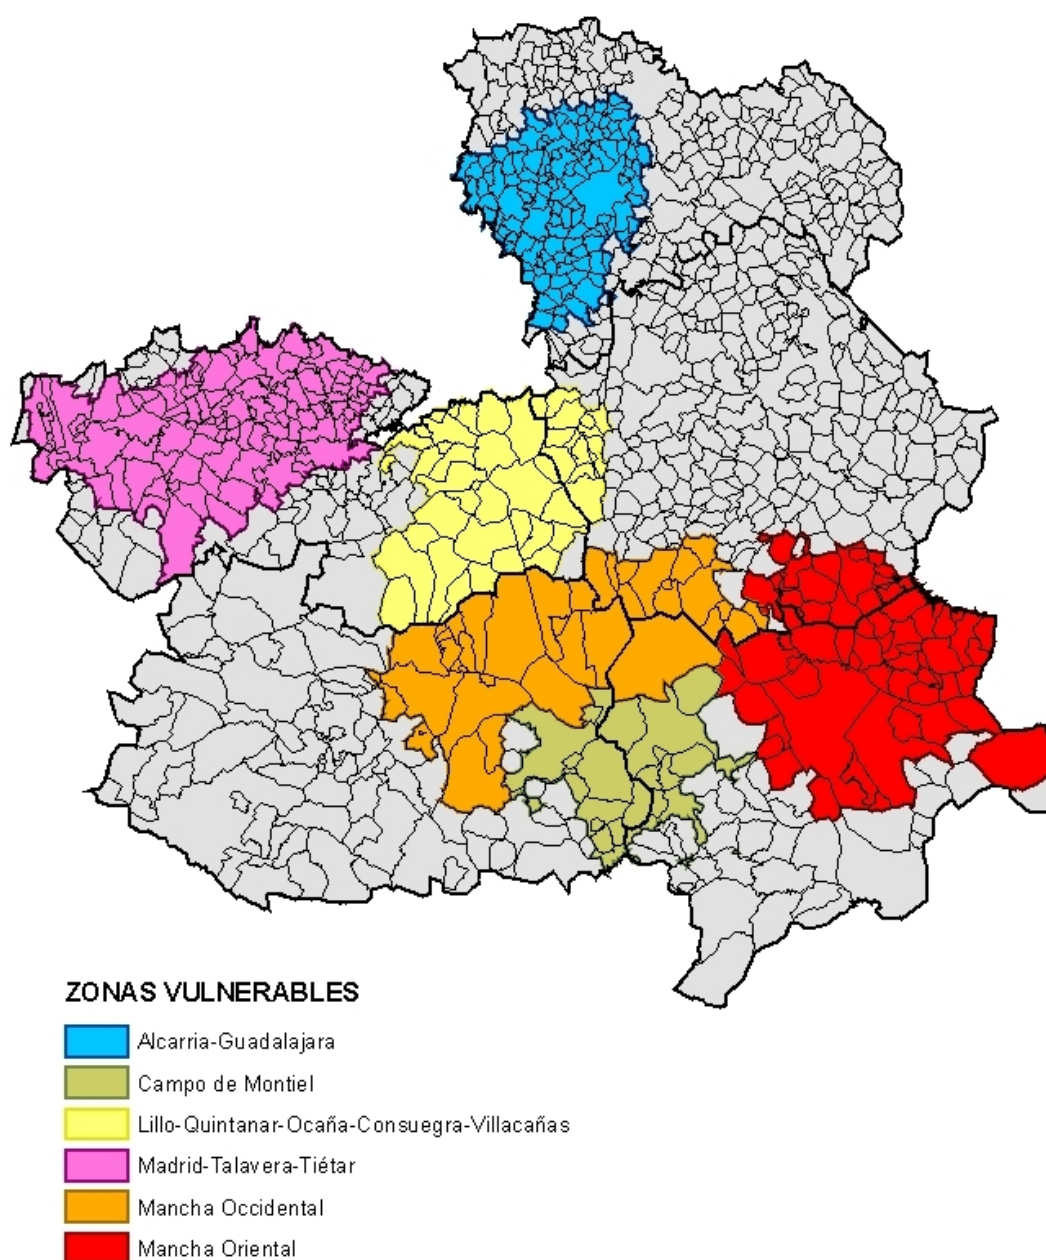 ZONAS VULNERABLES
Alcarria-Guadalajara
Campo de Montiel
Lillo-Quintanar-Ocaña-Consuegra-Villacañas
Madrid-Talavera-Tiétar
Mancha Occidental
Mancha Oriental